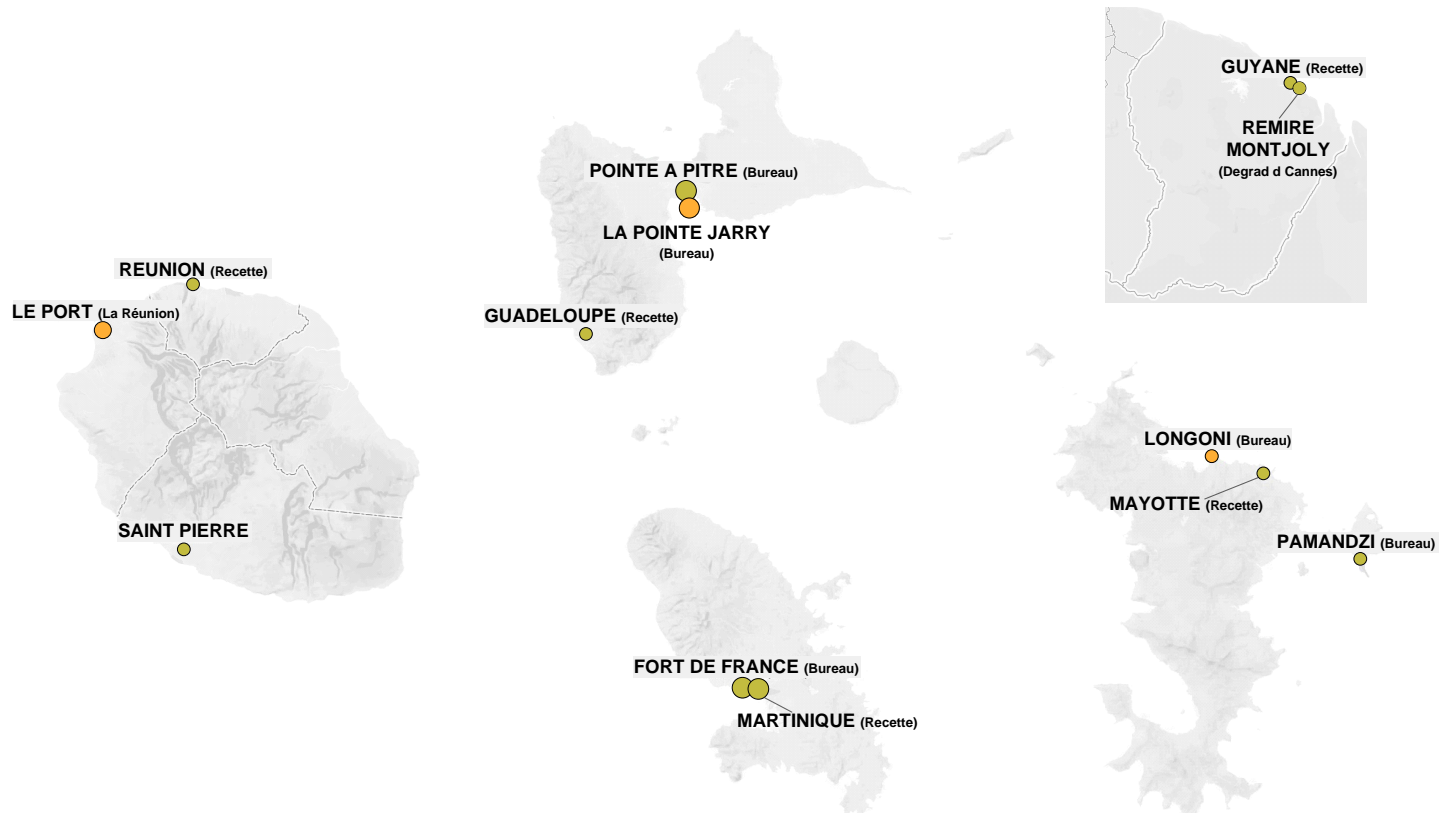 GUYANE (Recette)
REMIRE
MONTJOLY
(Degrad d Cannes)
POINTE A PITRE (Bureau)
LA POINTE JARRY
(Bureau)
GUADELOUPE (Recette)
REUNION (Recette)
LE PORT (La Réunion)
SAINT PIERRE
LONGONI (Bureau)
MAYOTTE (Recette)
PAMANDZI (Bureau)
FORT DE FRANCE (Bureau)
MARTINIQUE (Recette)